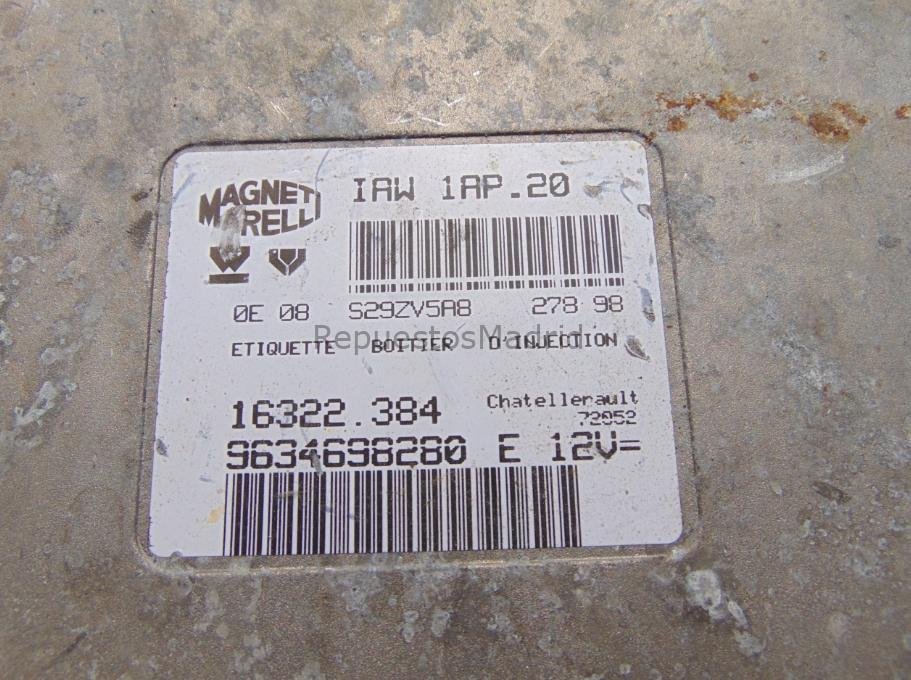 MAGNETI
MARELLI
IAW 1AP.20
0E 08 S29ZV5A8 278 98
RepuestosMadrid
ETIQUETTE BOITIER D INJECTION
16322.384
Chatellerault
72052
9634698280 E 12V=